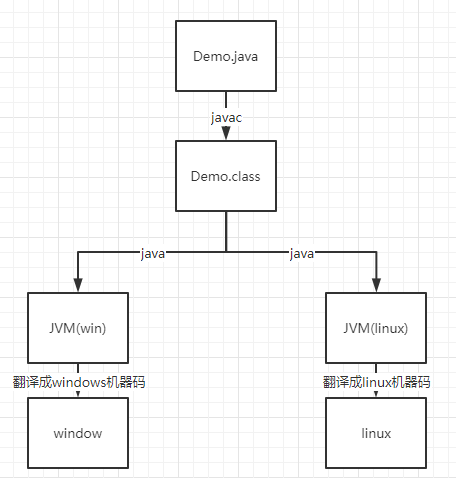 Demo.java
javac
Demo.class
java
java
JVM(win)
JVM(linux)
翻译成windows机器码
翻译成linux机器码
window
linux